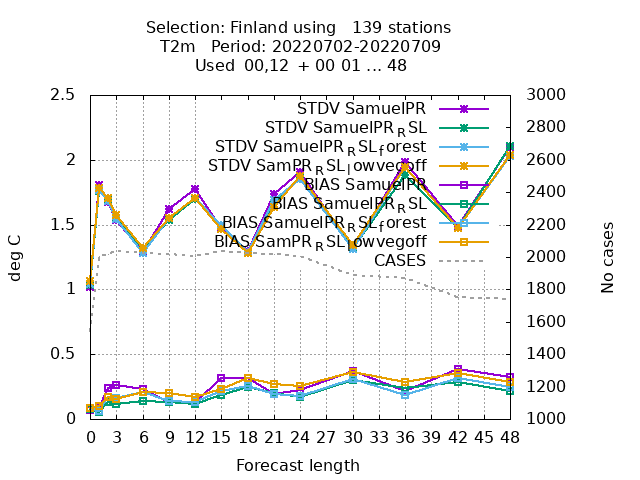 Selection: Finland using   139 stations
T2m   Period: 20220702-20220709
Used  00,12  + 00 01 ... 48
2.5
2
1.5
1
0.5
0
deg C
3000
2800
2600
2400
2200
2000
1800
1600
1400
1200
1000
No cases
STDV SamuelPR
STDV SamuelPR_RSL
STDV SamuelPR_RSL_forest
STDV SamPR_RSL_lowvegoff
BIAS SamuelPR
BIAS SamuelPR_RSL
BIAS SamuelPR_RSL_forest
BIAS SamPR_RSL_lowvegoff
CASES
0 3 6 9 12 15 18 21 24 27 30 33 36 39 42 45 48
Forecast length